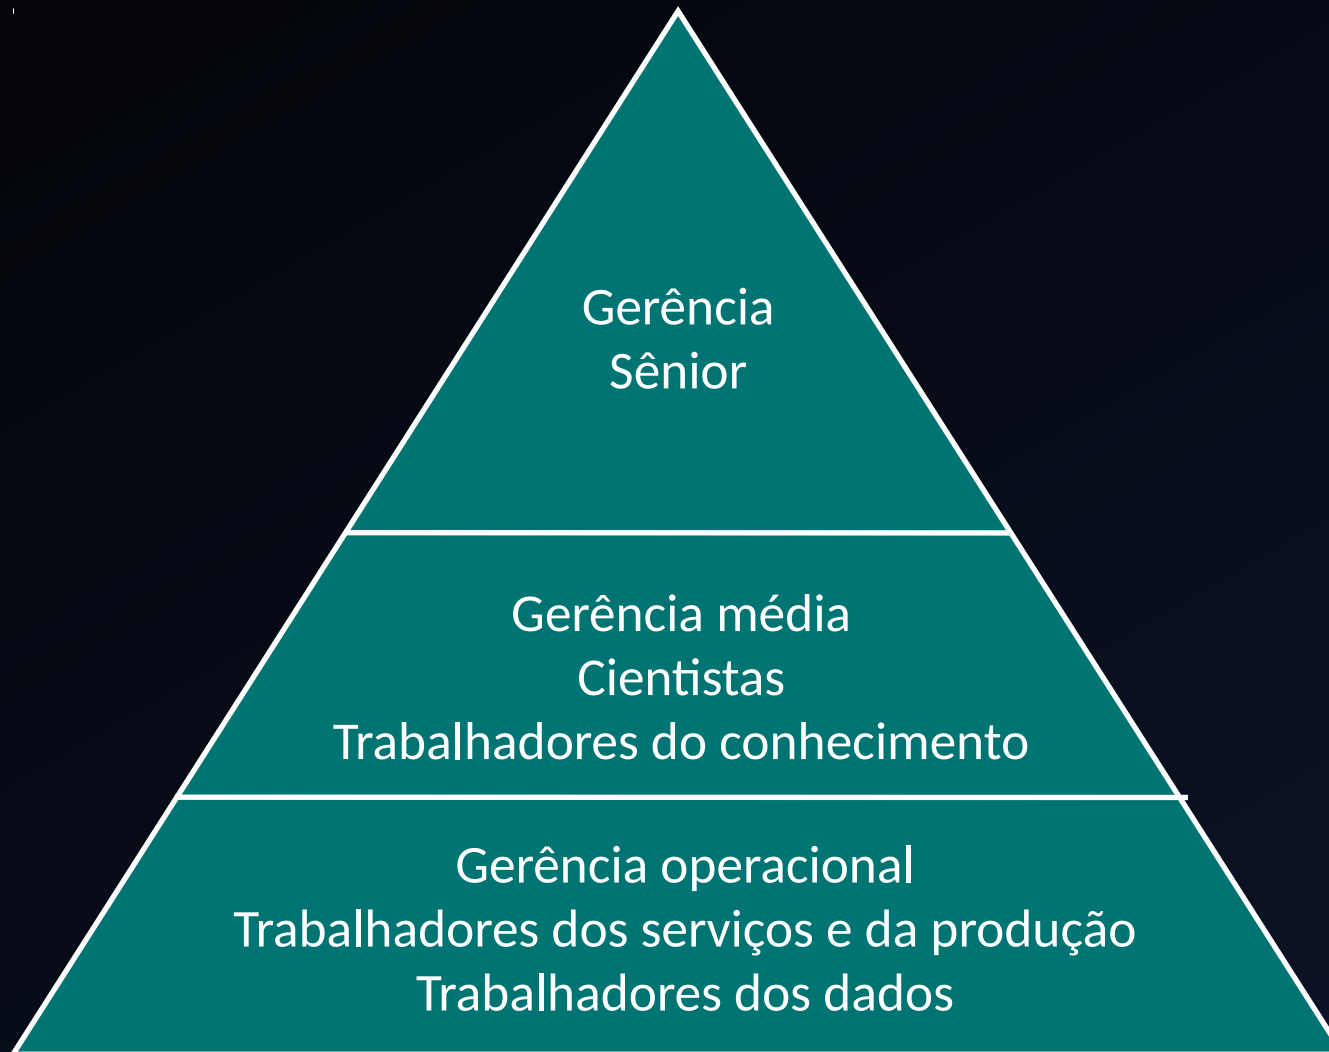 Gerência
Sênior
Gerência média
Cientistas
Trabalhadores do conhecimento
Gerência operacional
Trabalhadores dos serviços e da produção
Trabalhadores dos dados